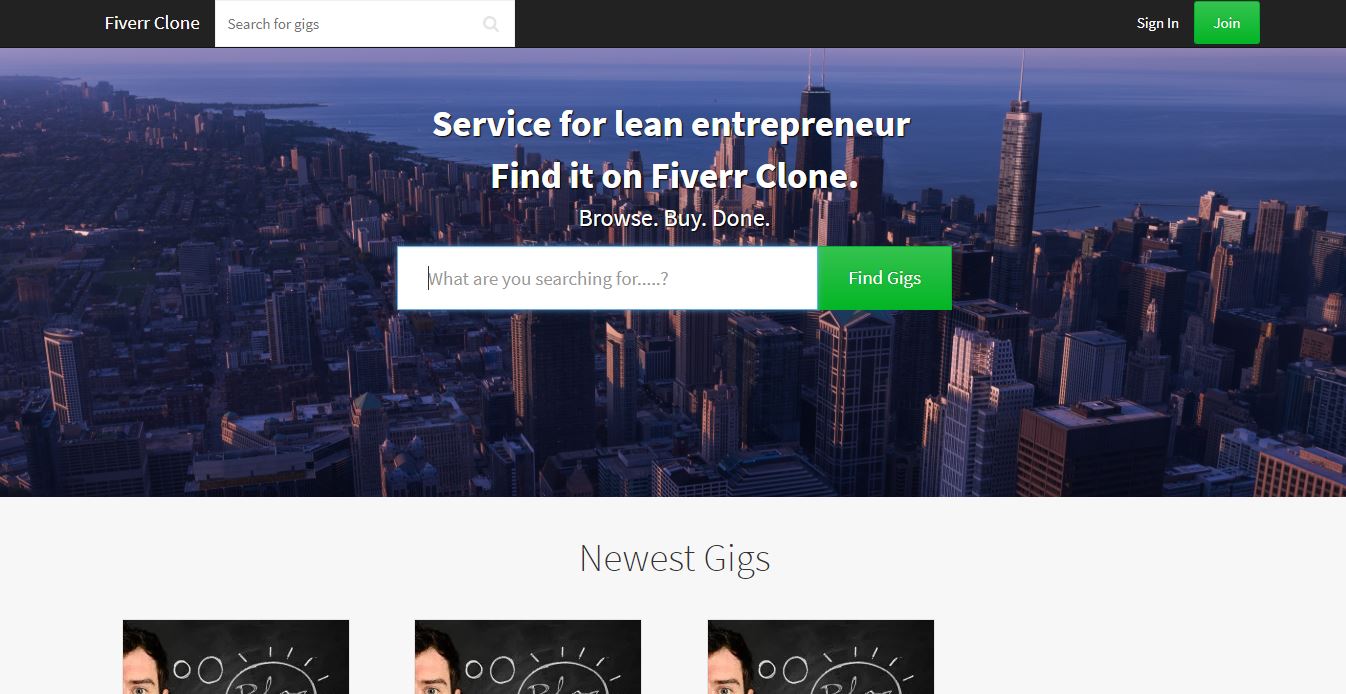 Fiverr Clone
Search for gigs
Sign In
Join
Service for lean entrepreneur
Find it on Fiverr Clone.
Browse. Buy. Done.
What are you searching for.....?
Find Gigs
Newest Gigs